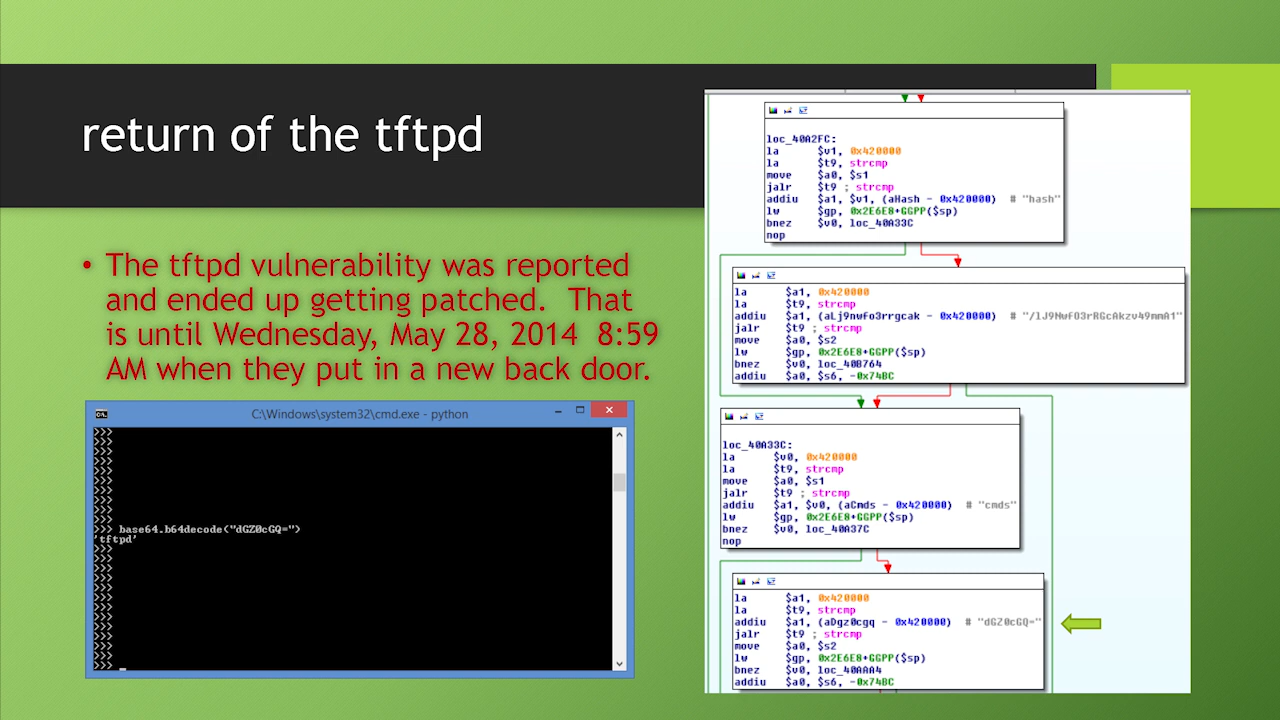 return of the tftpd
• The tftpd vulnerability was reported
and ended up getting patched.  That
is until Wednesday, May 28, 2014  8:59
AM when they put in a new back door.
C:\Windows\system32\cmd.exe - python
>>>
>>>
>>>
>>>
>>>
>>>
>>>
>>>
>>>
>>> base64.b64decode("dGZ0cGQ=")
'tftpd'
>>>
>>>
>>>
>>>
>>>
>>>
>>>
>>>
>>>
>>>
>>>
>>>
>>> _
loc_40A2FC:
la $v1, 0x420000
la $t9, strcmp
move $a0, $s1
jalr $t9 ; strcmp
addiu $a1, $v1, (aHash - 0x420000) # "hash"
lw $gp, 0x2E6E8+GGPP($sp)
bnez $v0, loc_40A33C
nop
la $a1, 0x420000
la $t9, strcmp
addiu $a1, (aLj9nwfo3rrgcak - 0x420000) # "/lJ9NwfO3rRGcAkzv49mmA1"
jalr $t9 ; strcmp
move $a0, $s2
lw $gp, 0x2E6E8+GGPP($sp)
bnez $v0, loc_40B764
addiu $a0, $s6, -0x74BC
loc_40A33C:
la $v0, 0x420000
la $t9, strcmp
move $a0, $s1
jalr $t9 ; strcmp
addiu $a1, $v0, (aCmds - 0x420000) # "cmds"
lw $gp, 0x2E6E8+GGPP($sp)
bnez $v0, loc_40A37C
nop
la $a1, 0x420000
la $t9, strcmp
addiu $a1, (aDgz0cgq - 0x420000) # "dGZ0cGQ="
jalr $t9 ; strcmp
move $a0, $s2
lw $gp, 0x2E6E8+GGPP($sp)
bnez $v0, loc_40AAA4
addiu $a0, $s6, -0x74BC